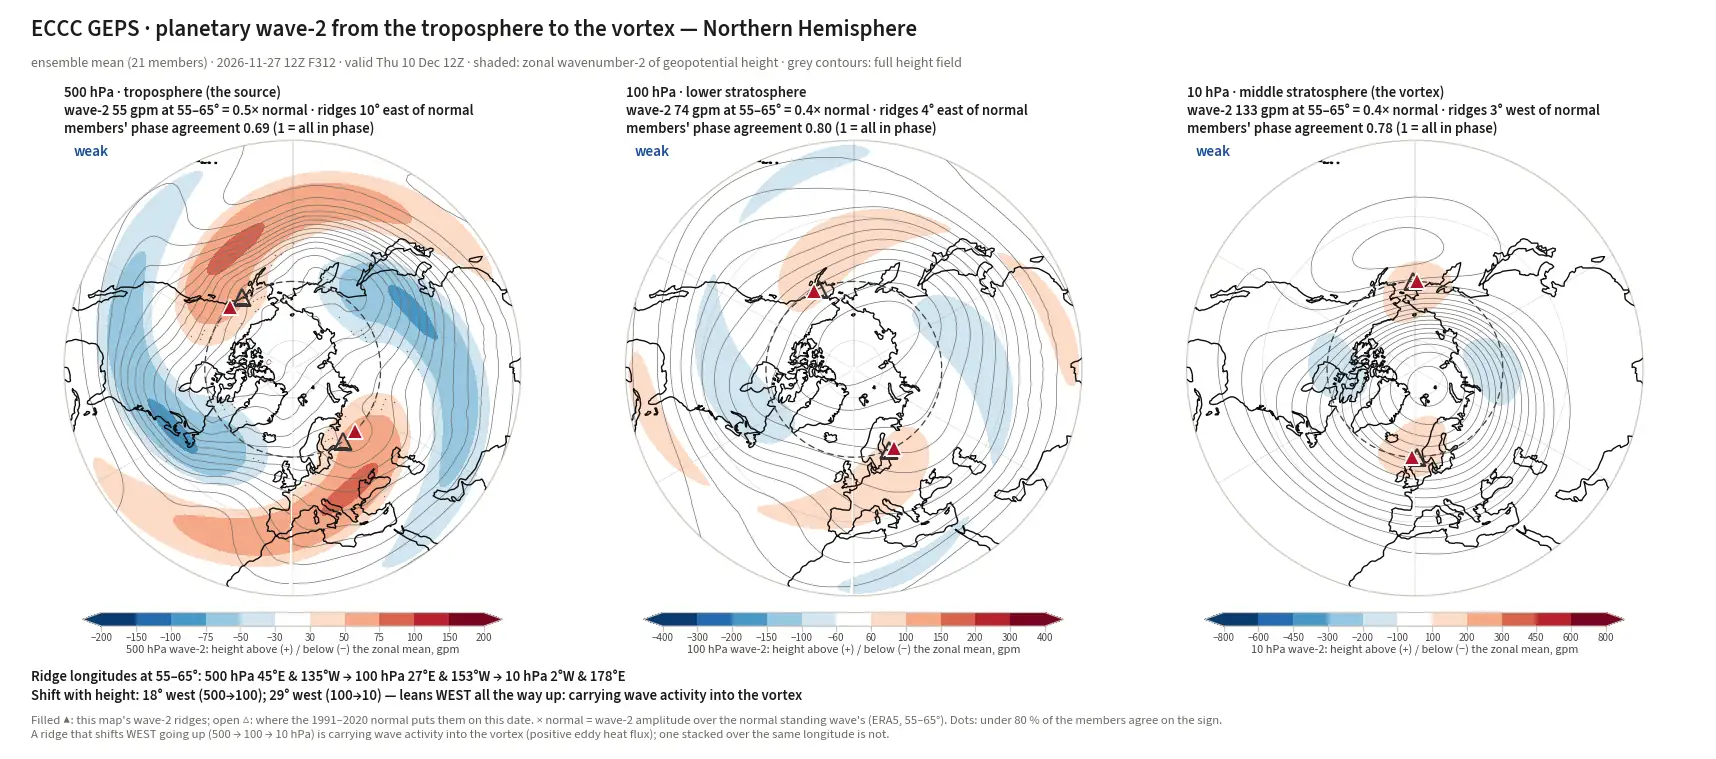 ECCC GEPS · planetary wave-2 from the troposphere to the vortex — Northern Hemisphere
ensemble mean (21 members) · 2026-11-27 12Z F312 · valid Thu 10 Dec 12Z · shaded: zonal wavenumber-2 of geopotential height · grey contours: full height field
500 hPa · troposphere (the source)
wave-2 55 gpm at 55–65° = 0.5× normal · ridges 10° east of normal
members' phase agreement 0.69 (1 = all in phase)
weak
100 hPa · lower stratosphere
wave-2 74 gpm at 55–65° = 0.4× normal · ridges 4° east of normal
members' phase agreement 0.80 (1 = all in phase)
weak
10 hPa · middle stratosphere (the vortex)
wave-2 133 gpm at 55–65° = 0.4× normal · ridges 3° west of normal
members' phase agreement 0.78 (1 = all in phase)
weak
−200 −150 −100 −75 −50 −30 30 50 75 100 150 200
500 hPa wave-2: height above (+) / below (−) the zonal mean, gpm
−400 −300 −200 −150 −100 −60 60 100 150 200 300 400
100 hPa wave-2: height above (+) / below (−) the zonal mean, gpm
−800 −600 −450 −300 −200 −100 100 200 300 450 600 800
10 hPa wave-2: height above (+) / below (−) the zonal mean, gpm
Ridge longitudes at 55–65°: 500 hPa 45°E & 135°W → 100 hPa 27°E & 153°W → 10 hPa 2°W & 178°E
Shift with height: 18° west (500→100); 29° west (100→10) — leans WEST all the way up: carrying wave activity into the vortex
Filled ▲: this map's wave-2 ridges; open △: where the 1991–2020 normal puts them on this date. × normal = wave-2 amplitude over the normal standing wave's (ERA5, 55–65°). Dots: under 80 % of the members agree on the sign.
A ridge that shifts WEST going up (500 → 100 → 10 hPa) is carrying wave activity into the vortex (positive eddy heat flux); one stacked over the same longitude is not.